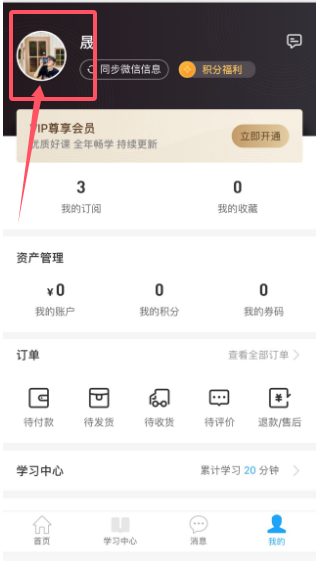 晟
同步微信信息
积分福利
VIP尊享会员
优质好课 全年畅学 持续更新
立即开通
3
0
我的订阅
我的收藏
资产管理
¥0
0
0
我的账户
我的积分
我的券码
订单
查看全部订单
待付款
待发货
待收货
待评价
退款/售后
学习中心
累计学习 20 分钟
首页
学习中心
消息
我的